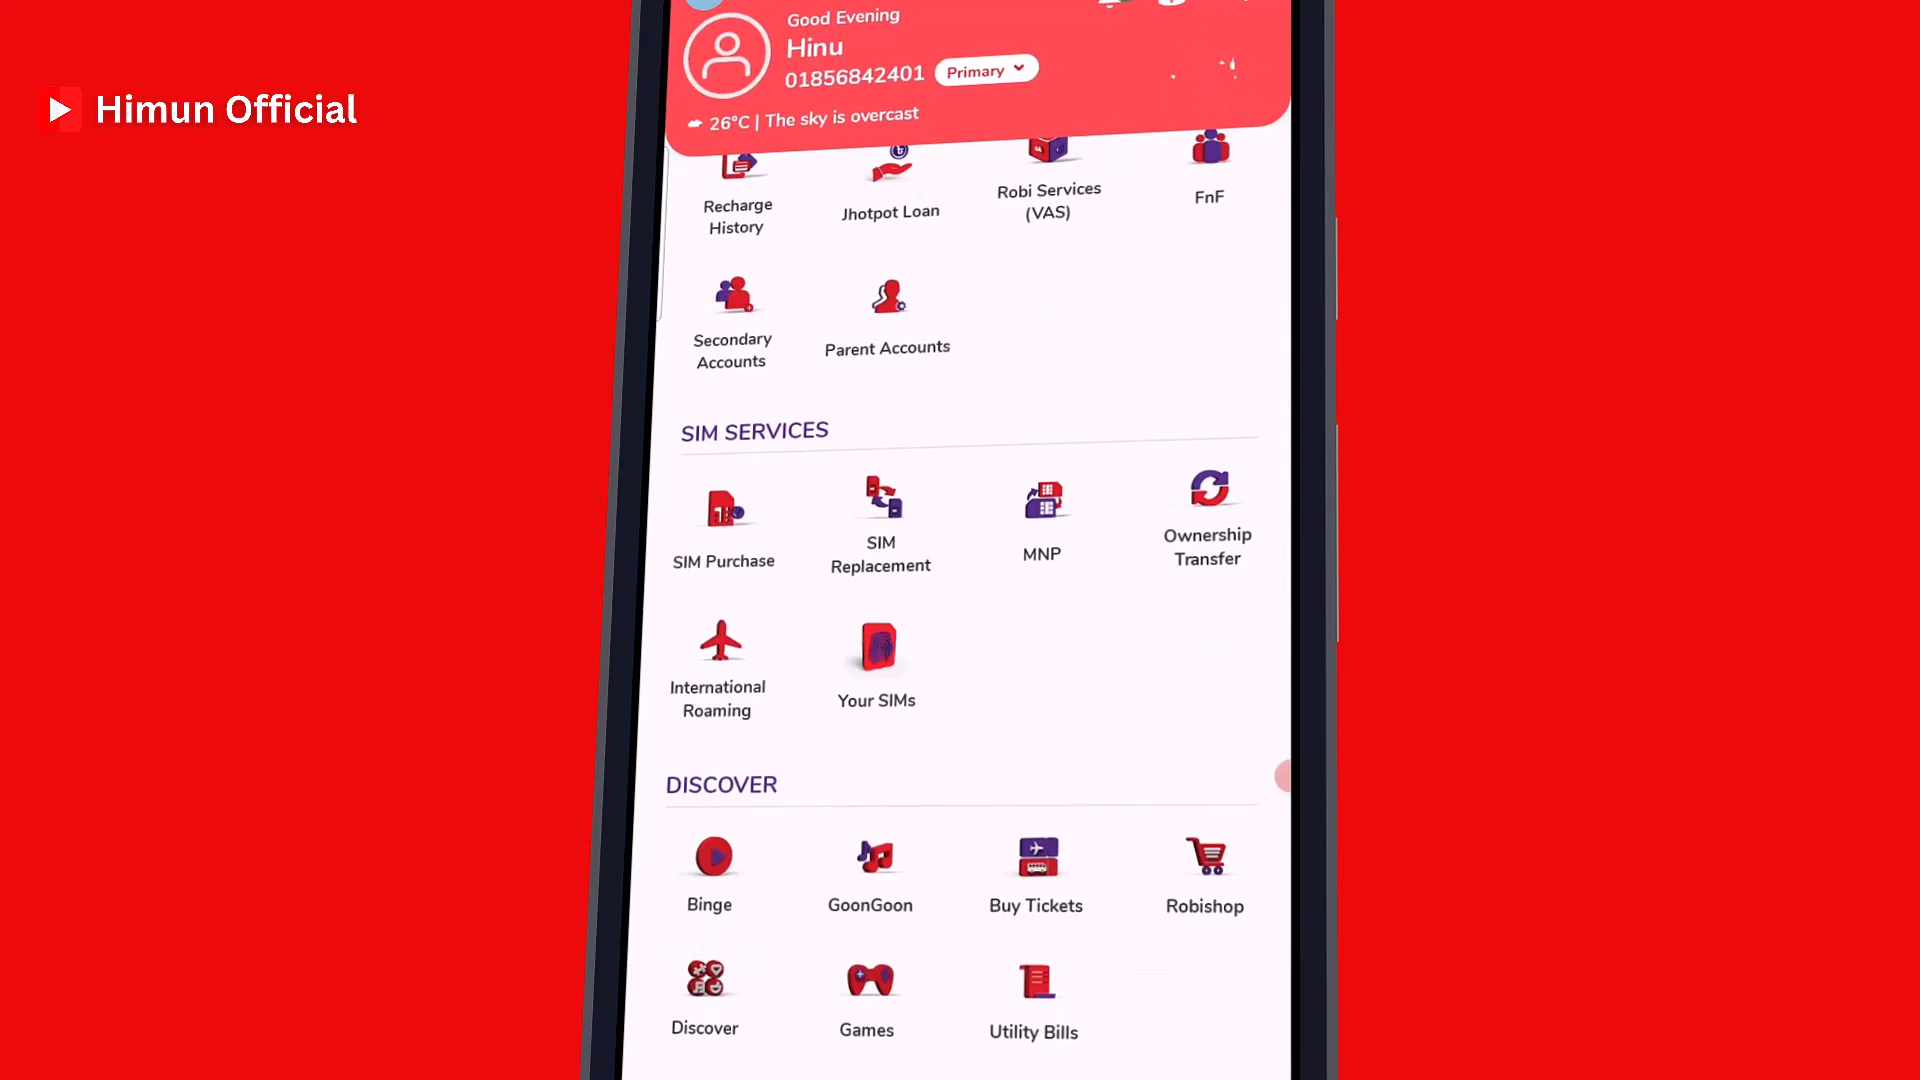 Himun Official
Good Evening
Hinu
01856842401 Primary
26°C | The sky is overcast
Recharge
History
Jhotpot Loan
Robi Services
(VAS)
FnF
Secondary
Accounts
Parent Accounts
SIM SERVICES
SIM Purchase
SIM
Replacement
MNP
Ownership
Transfer
International
Roaming
Your SIMs
DISCOVER
Binge
GoonGoon
Buy Tickets
Robishop
Discover
Games
Utility Bills